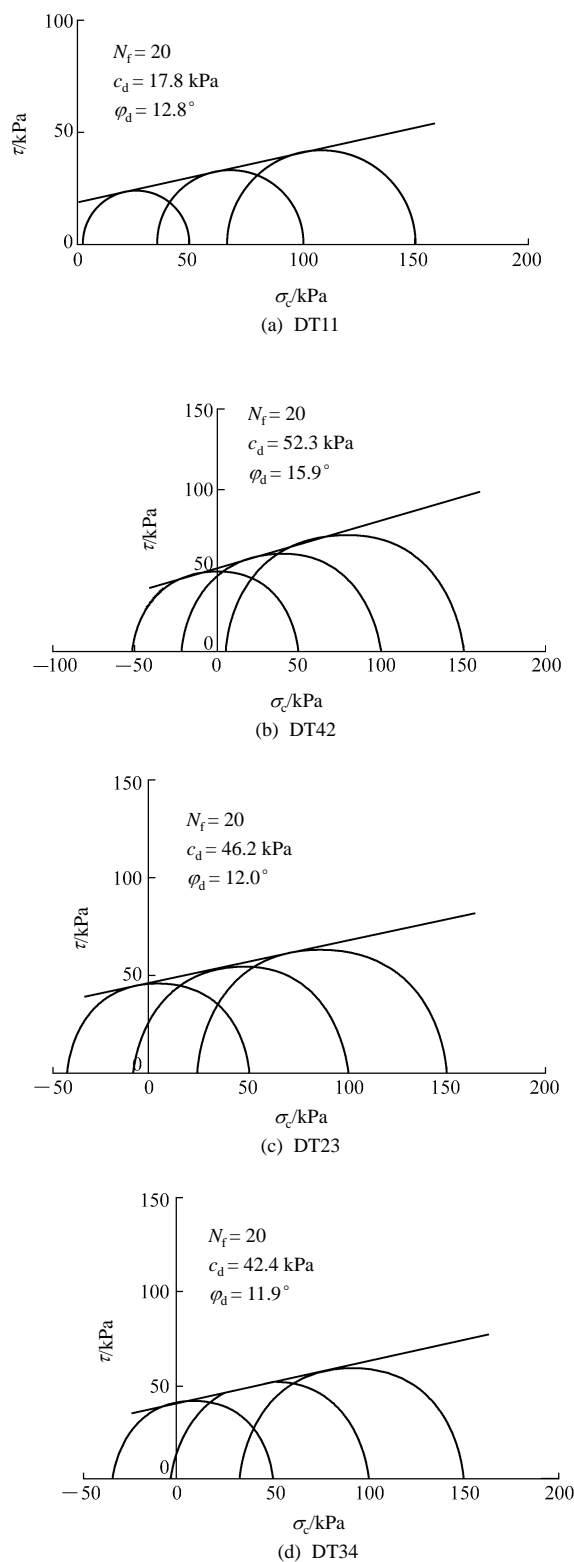 100
N_f = 20
c_d = 17.8 kPa
φ_d = 12.8°
τ/kPa
50
0
0 50 100 150 200
σ_c/kPa
(a) DT11
150
N_f = 20
c_d = 52.3 kPa
φ_d = 15.9°
100
τ/kPa
50
0
—100 —50 0 50 100 150 200
σ_c/kPa
(b) DT42
150
N_f = 20
c_d = 46.2 kPa
φ_d = 12.0°
100
τ/kPa
50
0
—50 0 50 100 150 200
σ_c/kPa
(c) DT23
150
N_f = 20
c_d = 42.4 kPa
φ_d = 11.9°
100
τ/kPa
50
0
—50 0 50 100 150 200
σ_c/kPa
(d) DT34